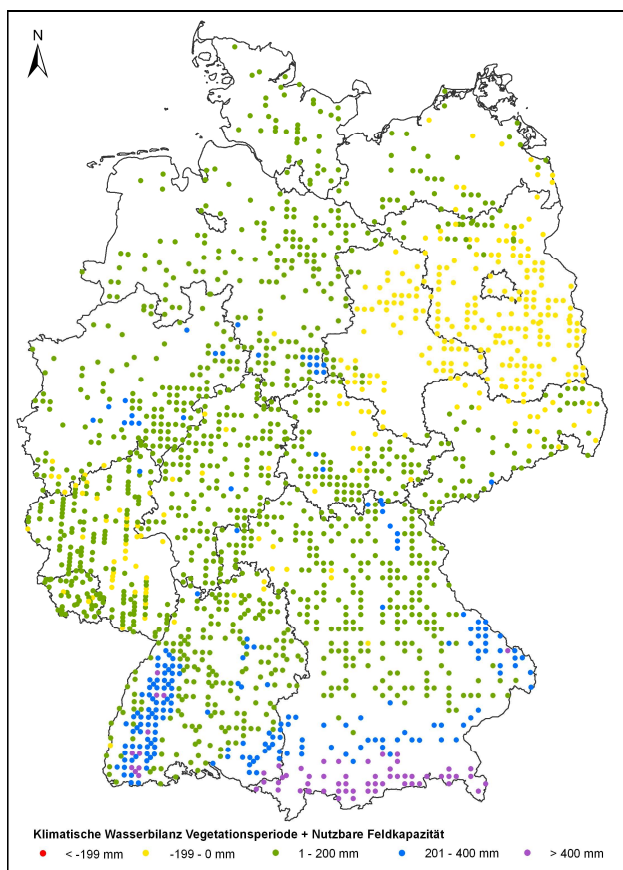 N
Klimatische Wasserbilanz Vegetationsperiode + Nutzbare Feldkapazität
< -199 mm -199 - 0 mm 1 - 200 mm 201 - 400 mm > 400 mm